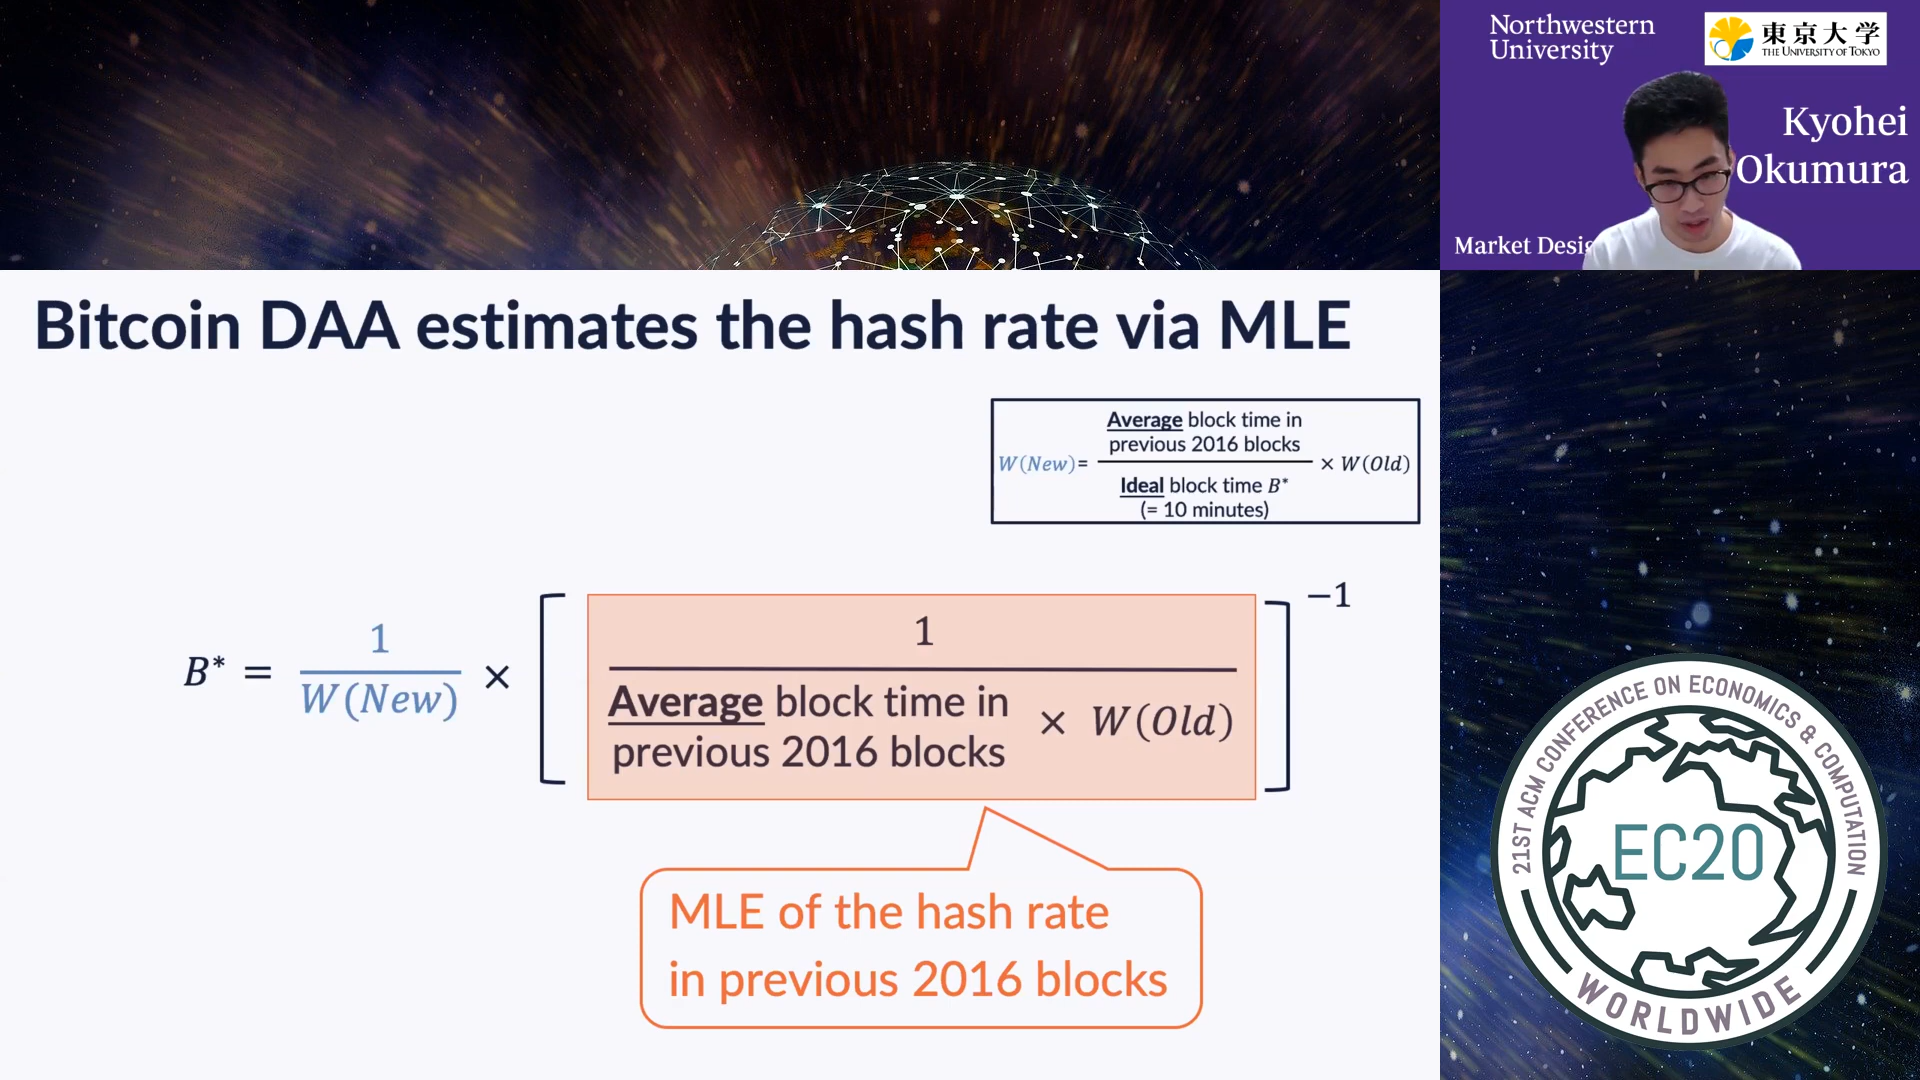 Northwestern
University
東京大学
THE UNIVERSITY OF TOKYO
Kyohei
Okumura
Market Desig
Bitcoin DAA estimates the hash rate via MLE
Average block time in
previous 2016 blocks
W(New)= × W(Old)
Ideal block time B*
(= 10 minutes)
1
−1
B* = 1/W(New) × [ ]
Average block time in
previous 2016 blocks
× W(Old)
MLE of the hash rate
in previous 2016 blocks
21ST ACM CONFERENCE ON ECONOMICS & COMPUTATION
EC20
WORLDWIDE